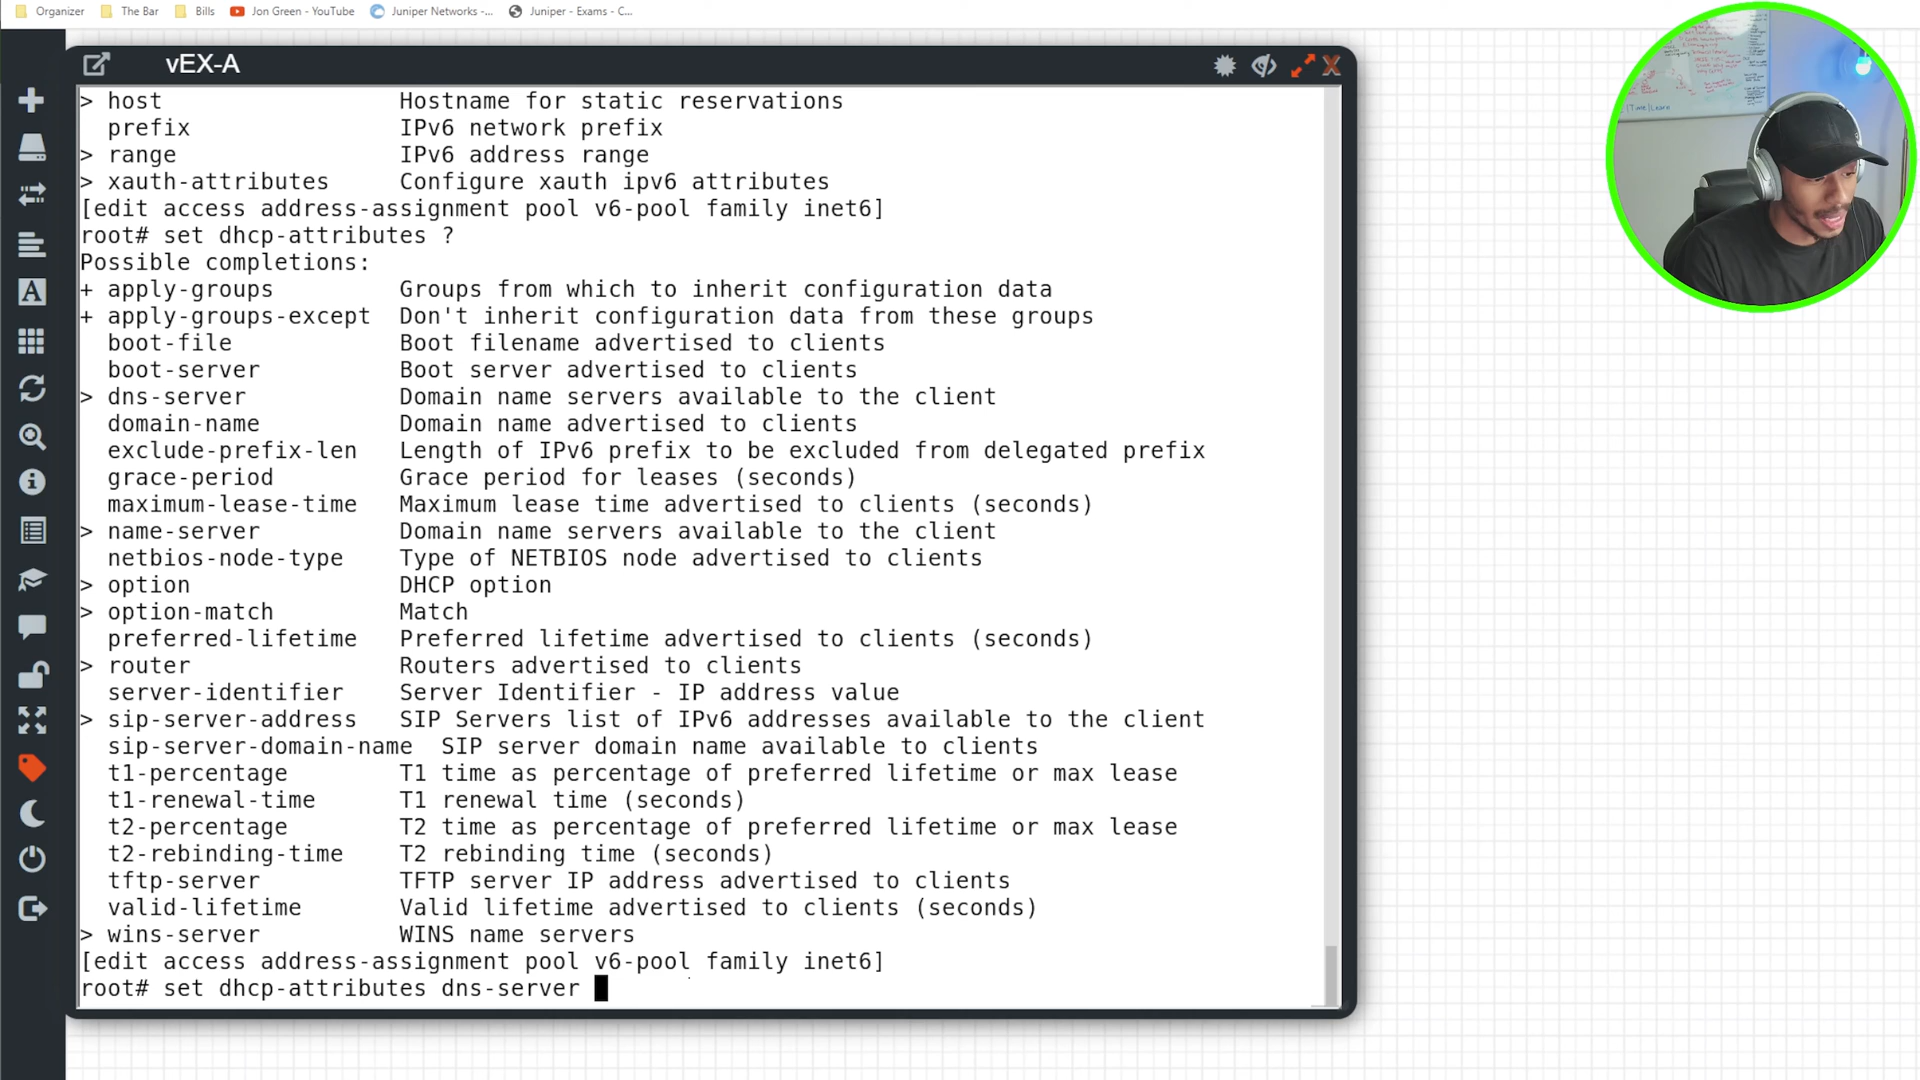 Organizer The Bar Bills Jon Green - YouTube Juniper Networks -... Juniper - Exams - C...
vEX-A
> host Hostname for static reservations
prefix IPv6 network prefix
> range IPv6 address range
> xauth-attributes Configure xauth ipv6 attributes
[edit access address-assignment pool v6-pool family inet6]
root# set dhcp-attributes ?
Possible completions:
+ apply-groups Groups from which to inherit configuration data
+ apply-groups-except Don't inherit configuration data from these groups
boot-file Boot filename advertised to clients
boot-server Boot server advertised to clients
> dns-server Domain name servers available to the client
domain-name Domain name advertised to clients
exclude-prefix-len Length of IPv6 prefix to be excluded from delegated prefix
grace-period Grace period for leases (seconds)
maximum-lease-time Maximum lease time advertised to clients (seconds)
> name-server Domain name servers available to the client
netbios-node-type Type of NETBIOS node advertised to clients
> option DHCP option
> option-match Match
preferred-lifetime Preferred lifetime advertised to clients (seconds)
> router Routers advertised to clients
server-identifier Server Identifier - IP address value
> sip-server-address SIP Servers list of IPv6 addresses available to the client
sip-server-domain-name SIP server domain name available to clients
t1-percentage T1 time as percentage of preferred lifetime or max lease
t1-renewal-time T1 renewal time (seconds)
t2-percentage T2 time as percentage of preferred lifetime or max lease
t2-rebinding-time T2 rebinding time (seconds)
tftp-server TFTP server IP address advertised to clients
valid-lifetime Valid lifetime advertised to clients (seconds)
> wins-server WINS name servers
[edit access address-assignment pool v6-pool family inet6]
root# set dhcp-attributes dns-server